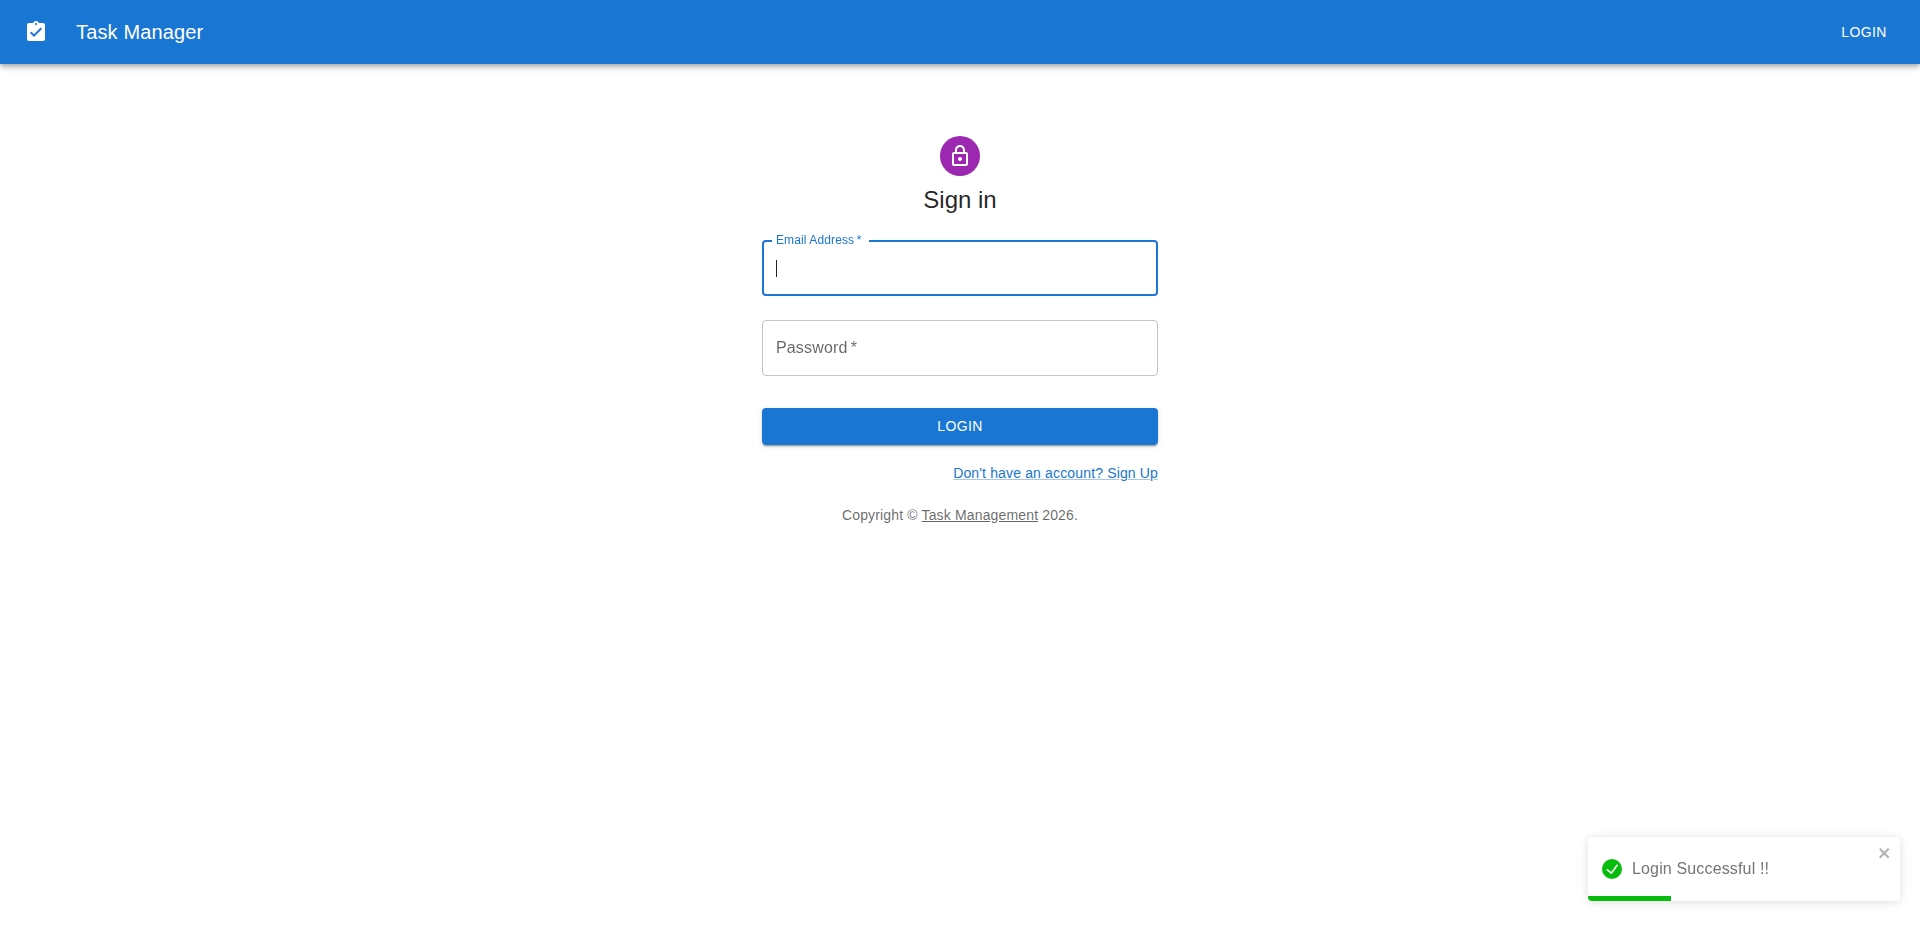 Task Manager
LOGIN
Sign in
Email Address *
Password *
LOGIN
Don't have an account? Sign Up
Copyright © Task Management 2026.
Login Successful !!